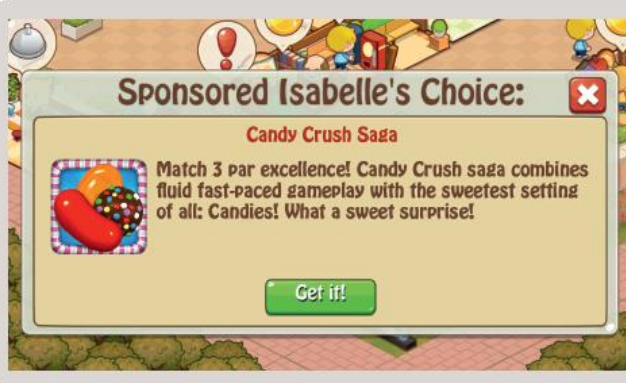 Sponsored Isabelle's Choice:
Candy Crush Saga
Match 3 par excellence! Candy Crush saga combines
fluid fast-paced gameplay with the sweetest setting
of all: Candies! What a sweet surprise!
Get it!